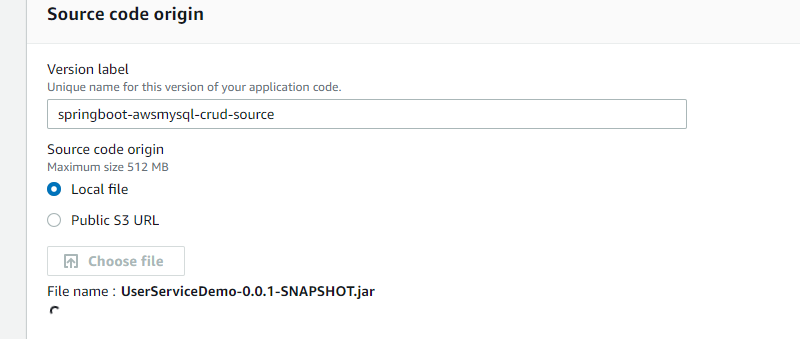 Source code origin
Version label
Unique name for this version of your application code.
springboot-awsmysql-crud-source
Source code origin
Maximum size 512 MB
Local file
Public S3 URL
Choose file
File name : UserServiceDemo-0.0.1-SNAPSHOT.jar